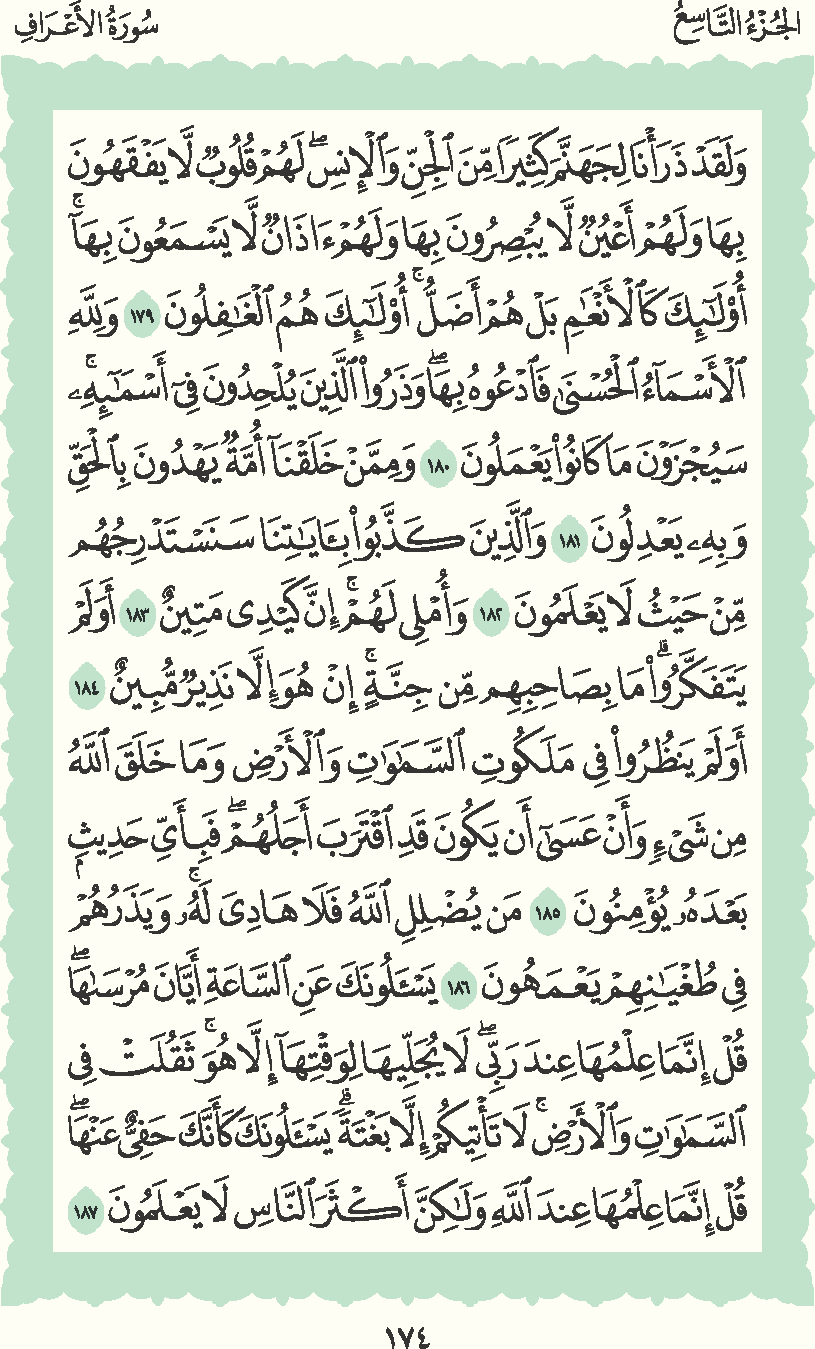 الجُزْءُ التَّاسِعُ
سُورَةُ الأَعْرَافِ
وَلَقَدْ ذَرَأْنَا لِجَهَنَّمَ كَثِيرًا مِّنَ ٱلْجِنِّ وَٱلْإِنسِ ۖ لَهُمْ قُلُوبٌ لَّا يَفْقَهُونَ
بِهَا وَلَهُمْ أَعْيُنٌ لَّا يُبْصِرُونَ بِهَا وَلَهُمْ ءَاذَانٌ لَّا يَسْمَعُونَ بِهَآ ۚ
أُو۟لَـٰٓئِكَ كَٱلْأَنْعَـٰمِ بَلْ هُمْ أَضَلُّ ۚ أُو۟لَـٰٓئِكَ هُمُ ٱلْغَـٰفِلُونَ ١٧٩ وَلِلَّهِ
ٱلْأَسْمَآءُ ٱلْحُسْنَىٰ فَٱدْعُوهُ بِهَا ۖ وَذَرُوا۟ ٱلَّذِينَ يُلْحِدُونَ فِىٓ أَسْمَـٰٓئِهِۦ ۚ
سَيُجْزَوْنَ مَا كَانُوا۟ يَعْمَلُونَ ١٨٠ وَمِمَّنْ خَلَقْنَآ أُمَّةٌ يَهْدُونَ بِٱلْحَقِّ
وَبِهِۦ يَعْدِلُونَ ١٨١ وَٱلَّذِينَ كَذَّبُوا۟ بِـَٔايَـٰتِنَا سَنَسْتَدْرِجُهُم
مِّنْ حَيْثُ لَا يَعْلَمُونَ ١٨٢ وَأُمْلِى لَهُمْ ۚ إِنَّ كَيْدِى مَتِينٌ ١٨٣ أَوَلَمْ
يَتَفَكَّرُوا۟ ۗ مَا بِصَاحِبِهِم مِّن جِنَّةٍ ۚ إِنْ هُوَ إِلَّا نَذِيرٌ مُّبِينٌ ١٨٤
أَوَلَمْ يَنظُرُوا۟ فِى مَلَكُوتِ ٱلسَّمَـٰوَٰتِ وَٱلْأَرْضِ وَمَا خَلَقَ ٱللَّهُ
مِن شَىْءٍ وَأَنْ عَسَىٰٓ أَن يَكُونَ قَدِ ٱقْتَرَبَ أَجَلُهُمْ ۖ فَبِأَىِّ حَدِيثٍۭ
بَعْدَهُۥ يُؤْمِنُونَ ١٨٥ مَن يُضْلِلِ ٱللَّهُ فَلَا هَادِىَ لَهُۥ ۚ وَيَذَرُهُمْ
فِى طُغْيَـٰنِهِمْ يَعْمَهُونَ ١٨٦ يَسْـَٔلُونَكَ عَنِ ٱلسَّاعَةِ أَيَّانَ مُرْسَىٰهَا ۖ
قُلْ إِنَّمَا عِلْمُهَا عِندَ رَبِّى ۖ لَا يُجَلِّيهَا لِوَقْتِهَآ إِلَّا هُوَ ۚ ثَقُلَتْ فِى
ٱلسَّمَـٰوَٰتِ وَٱلْأَرْضِ ۚ لَا تَأْتِيكُمْ إِلَّا بَغْتَةً ۗ يَسْـَٔلُونَكَ كَأَنَّكَ حَفِىٌّ عَنْهَا ۖ
قُلْ إِنَّمَا عِلْمُهَا عِندَ ٱللَّهِ وَلَـٰكِنَّ أَكْثَرَ ٱلنَّاسِ لَا يَعْلَمُونَ ١٨٧
١٧٤